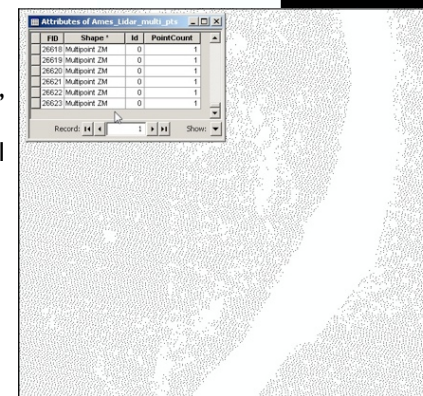 Attributes of Ames_Lidar_multi_pts
FID Shape * Id PointCount
26618 Multipoint ZM 0 1
26619 Multipoint ZM 0 1
26620 Multipoint ZM 0 1
26621 Multipoint ZM 0 1
26622 Multipoint ZM 0 1
26623 Multipoint ZM 0 1
Record: 1 Show:
,
l